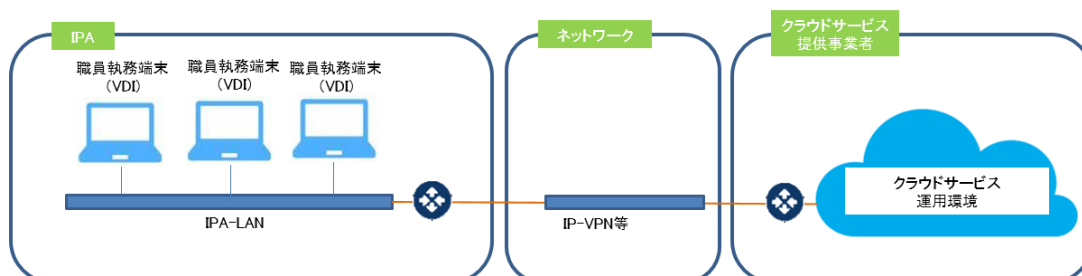 IPA
職員執務端末
(VDI)
職員執務端末
(VDI)
職員執務端末
(VDI)
IPA-LAN
ネットワーク
IP-VPN等
クラウドサービス
提供事業者
クラウドサービス
運用環境